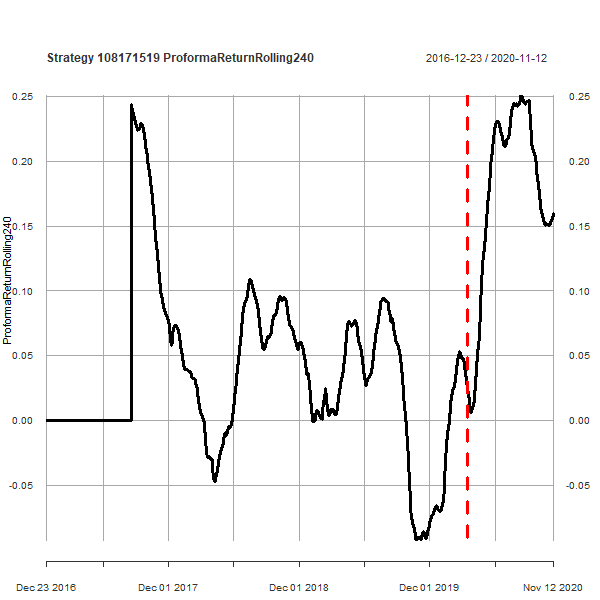 Strategy 108171519 ProformaReturnRolling240
2016-12-23 / 2020-11-12
ProformaReturnRolling240
0.25
0.20
0.15
0.10
0.05
0.00
-0.05
0.25
0.20
0.15
0.10
0.05
0.00
-0.05
Dec 23 2016
Dec 01 2017
Dec 01 2018
Dec 01 2019
Nov 12 2020